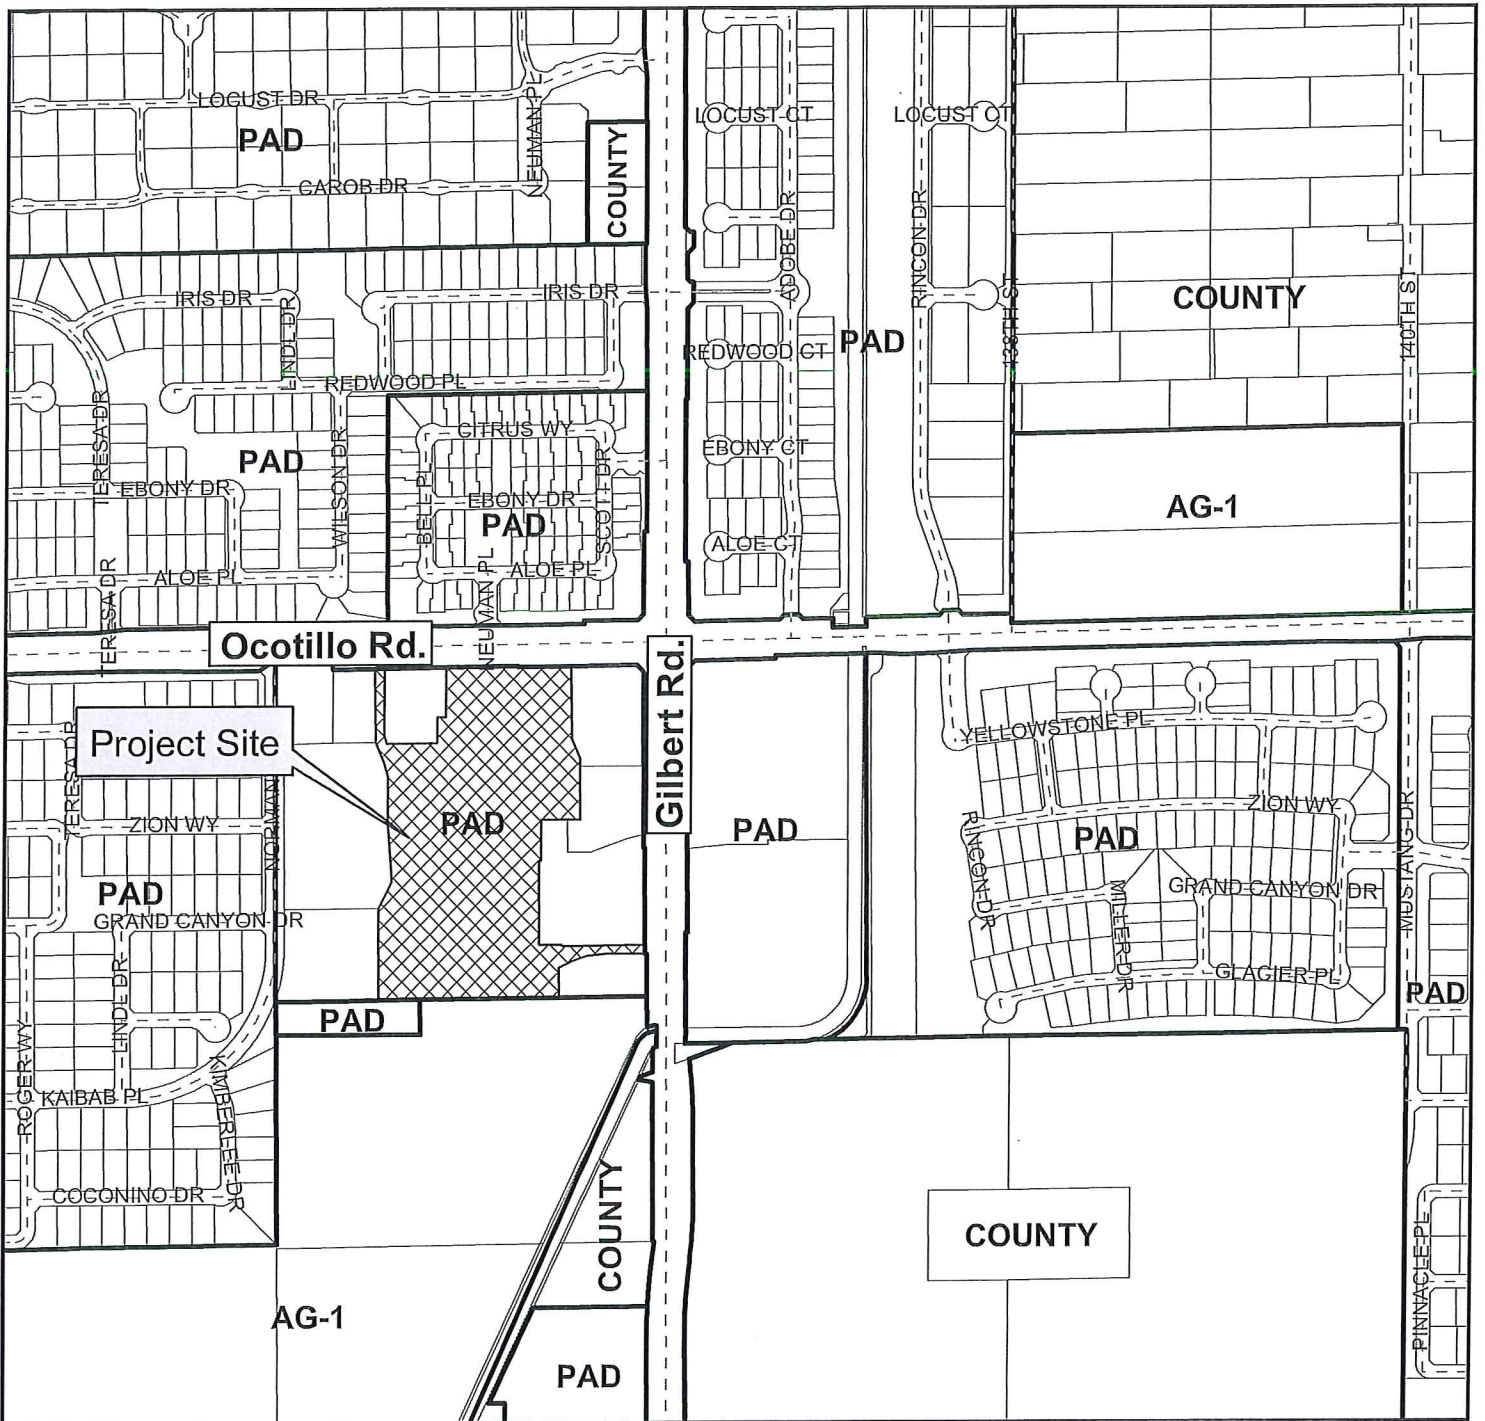 LOCUST DR
NEUMAN PL
PAD
CAROB DR
COUNTY
LOCUST CT
LOCUST CT
ADOBE DR
RINCON DR
138TH ST
140TH ST
COUNTY
IRIS DR
IRIS DR
LINDL DR
REDWOOD CT
PAD
REDWOOD PL
TERESA DR
CITRUS WY
EBONY CT
PAD
WILSON DR
BELL PL
SCOTT DR
EBONY DR
EBONY DR
PAD
AG-1
ALOE CT
ALOE PL
ALOE PL
TERESA DR
NEUMAN PL
Ocotillo Rd.
Gilbert Rd.
Project Site
TERESA DR
NORMAN
YELLOWSTONE PL
ZION WY
PAD
PAD
ZION WY
PAD
RINCON DR
MUSTANG DR
PAD
GRAND CANYON DR
GRAND CANYON DR
MILLER DR
LINDL DR
GLACIER PL
PAD
PAD
ROGER WY
KAIBAB PL
KIMBERLEE DR
COCONINO DR
COUNTY
COUNTY
PINNACLE PL
AG-1
PAD